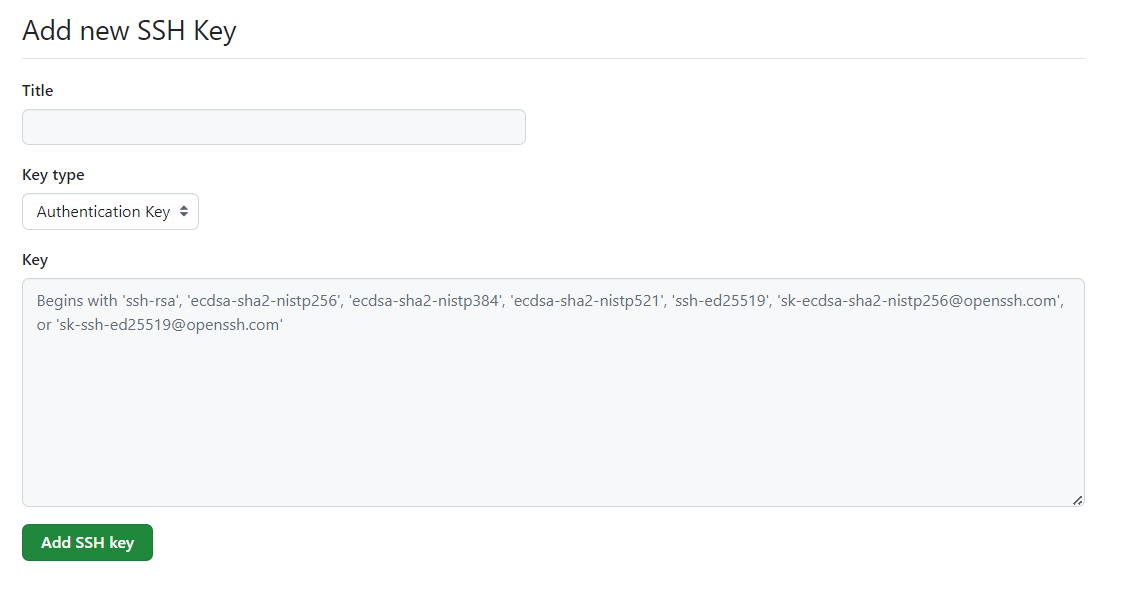 Add new SSH Key
Title
Key type
Authentication Key
Key
Begins with 'ssh-rsa', 'ecdsa-sha2-nistp256', 'ecdsa-sha2-nistp384', 'ecdsa-sha2-nistp521', 'ssh-ed25519', 'sk-ecdsa-sha2-nistp256@openssh.com',
or 'sk-ssh-ed25519@openssh.com'
Add SSH key